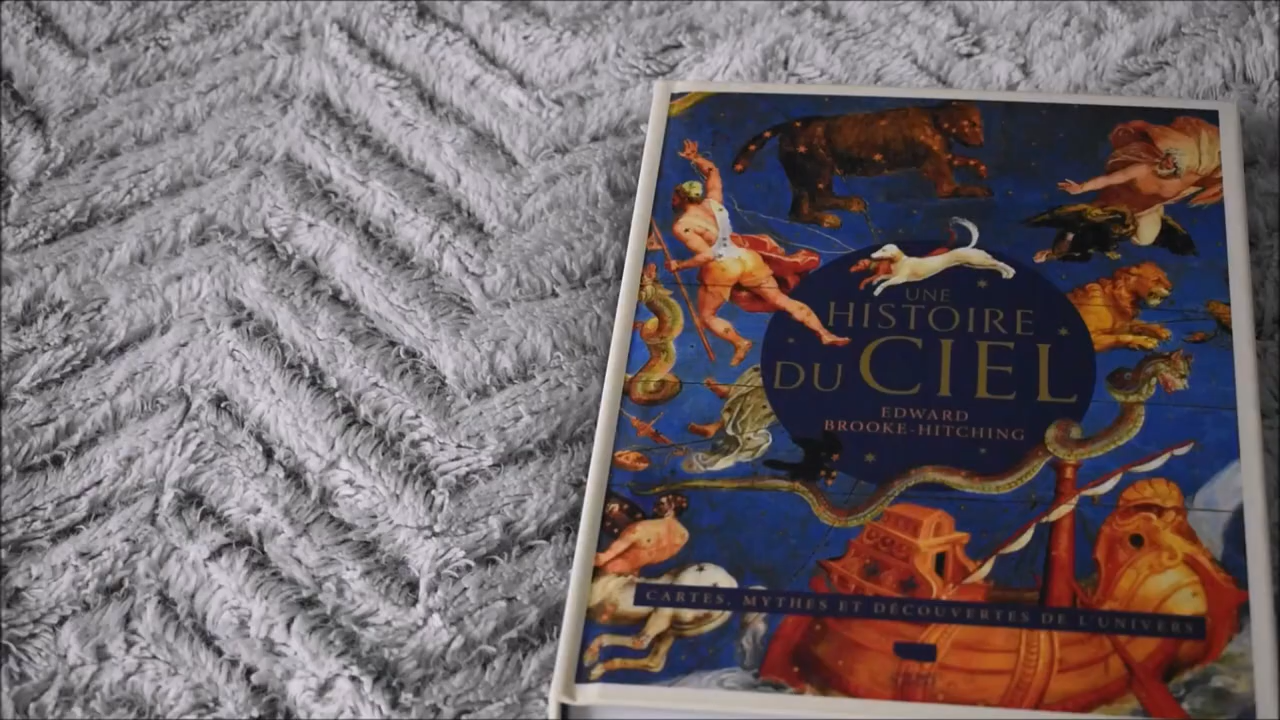 UNE
HISTOIRE
DU CIEL
EDWARD
BROOKE-HITCHING
CARTES, MYTHES ET DÉCOUVERTES DE L'UNIVERS